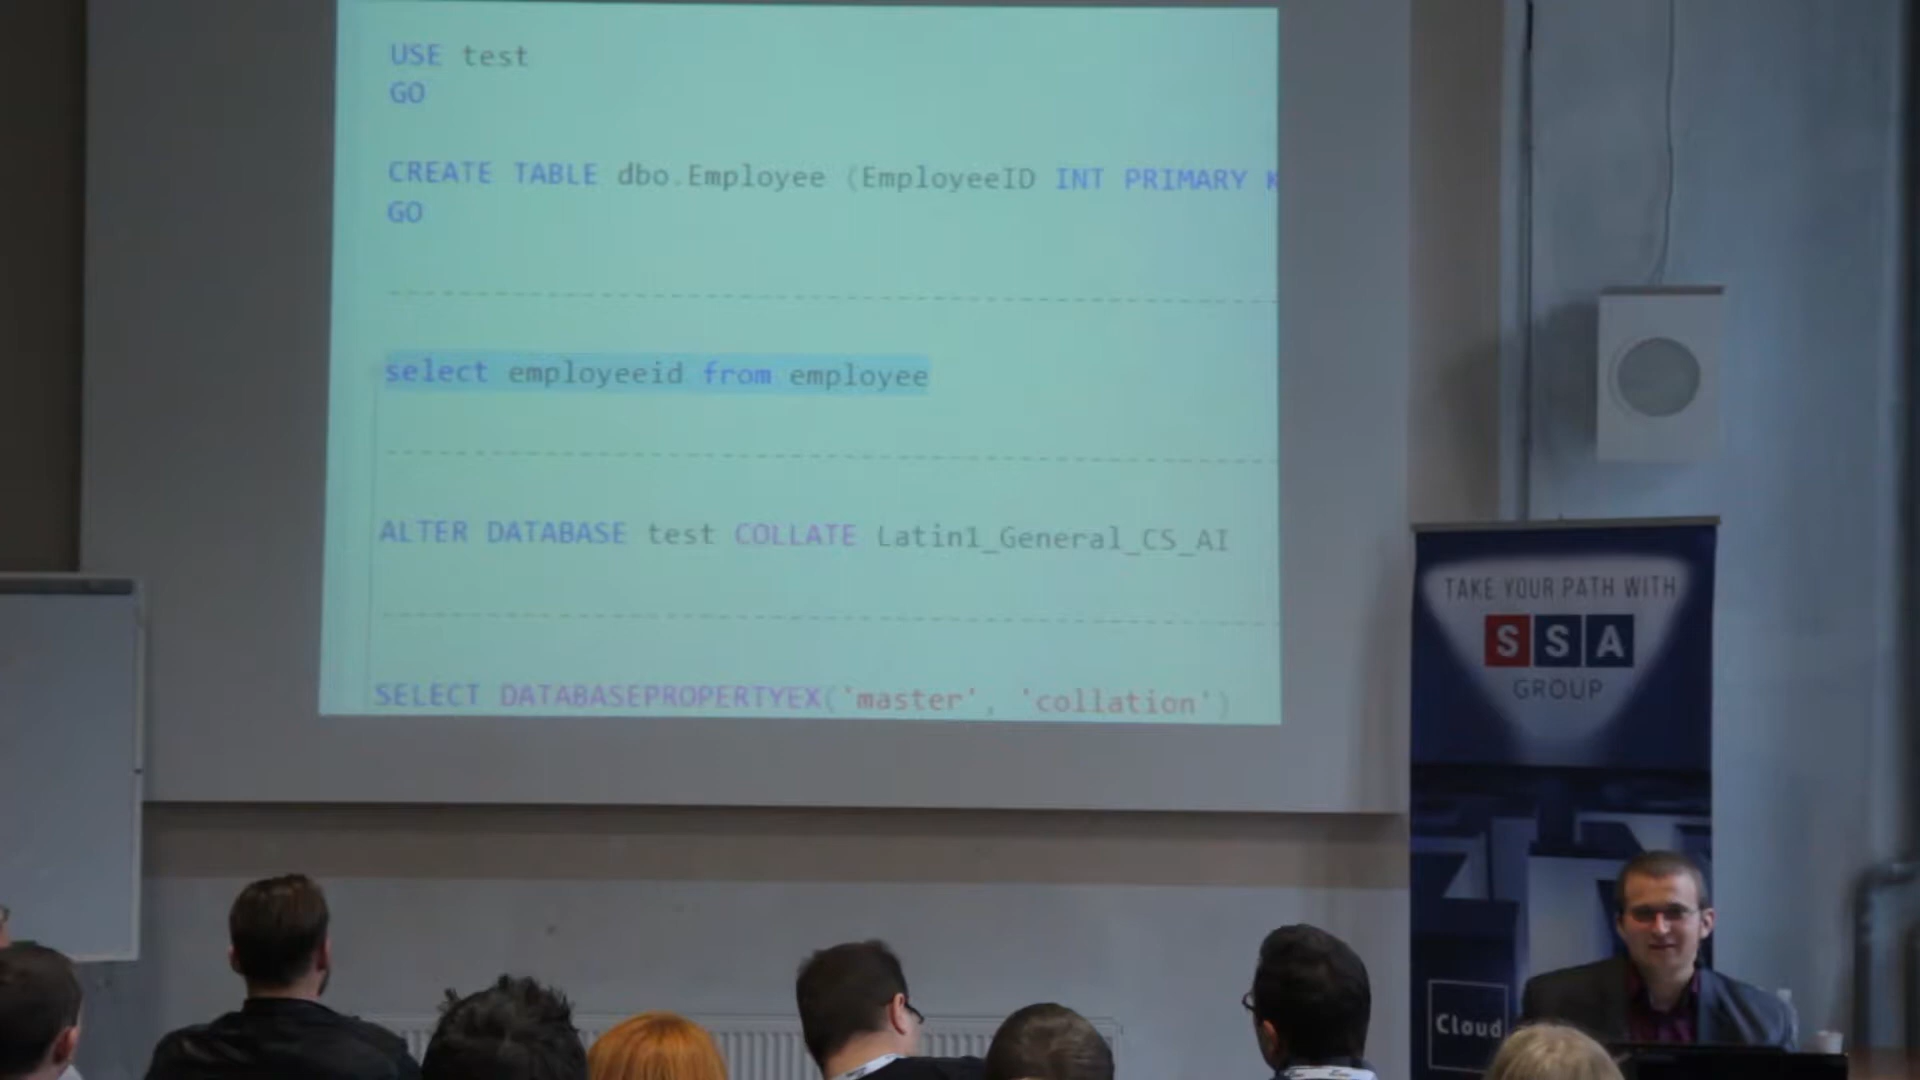 USE test
GO
CREATE TABLE dbo.Employee (EmployeeID INT PRIMARY
GO
select employeeid from employee
ALTER DATABASE test COLLATE Latin1_General_CS_AI
SELECT DATABASEPROPERTYEX('master', 'collation')
TAKE YOUR PATH WITH
SSA
GROUP
Cloud